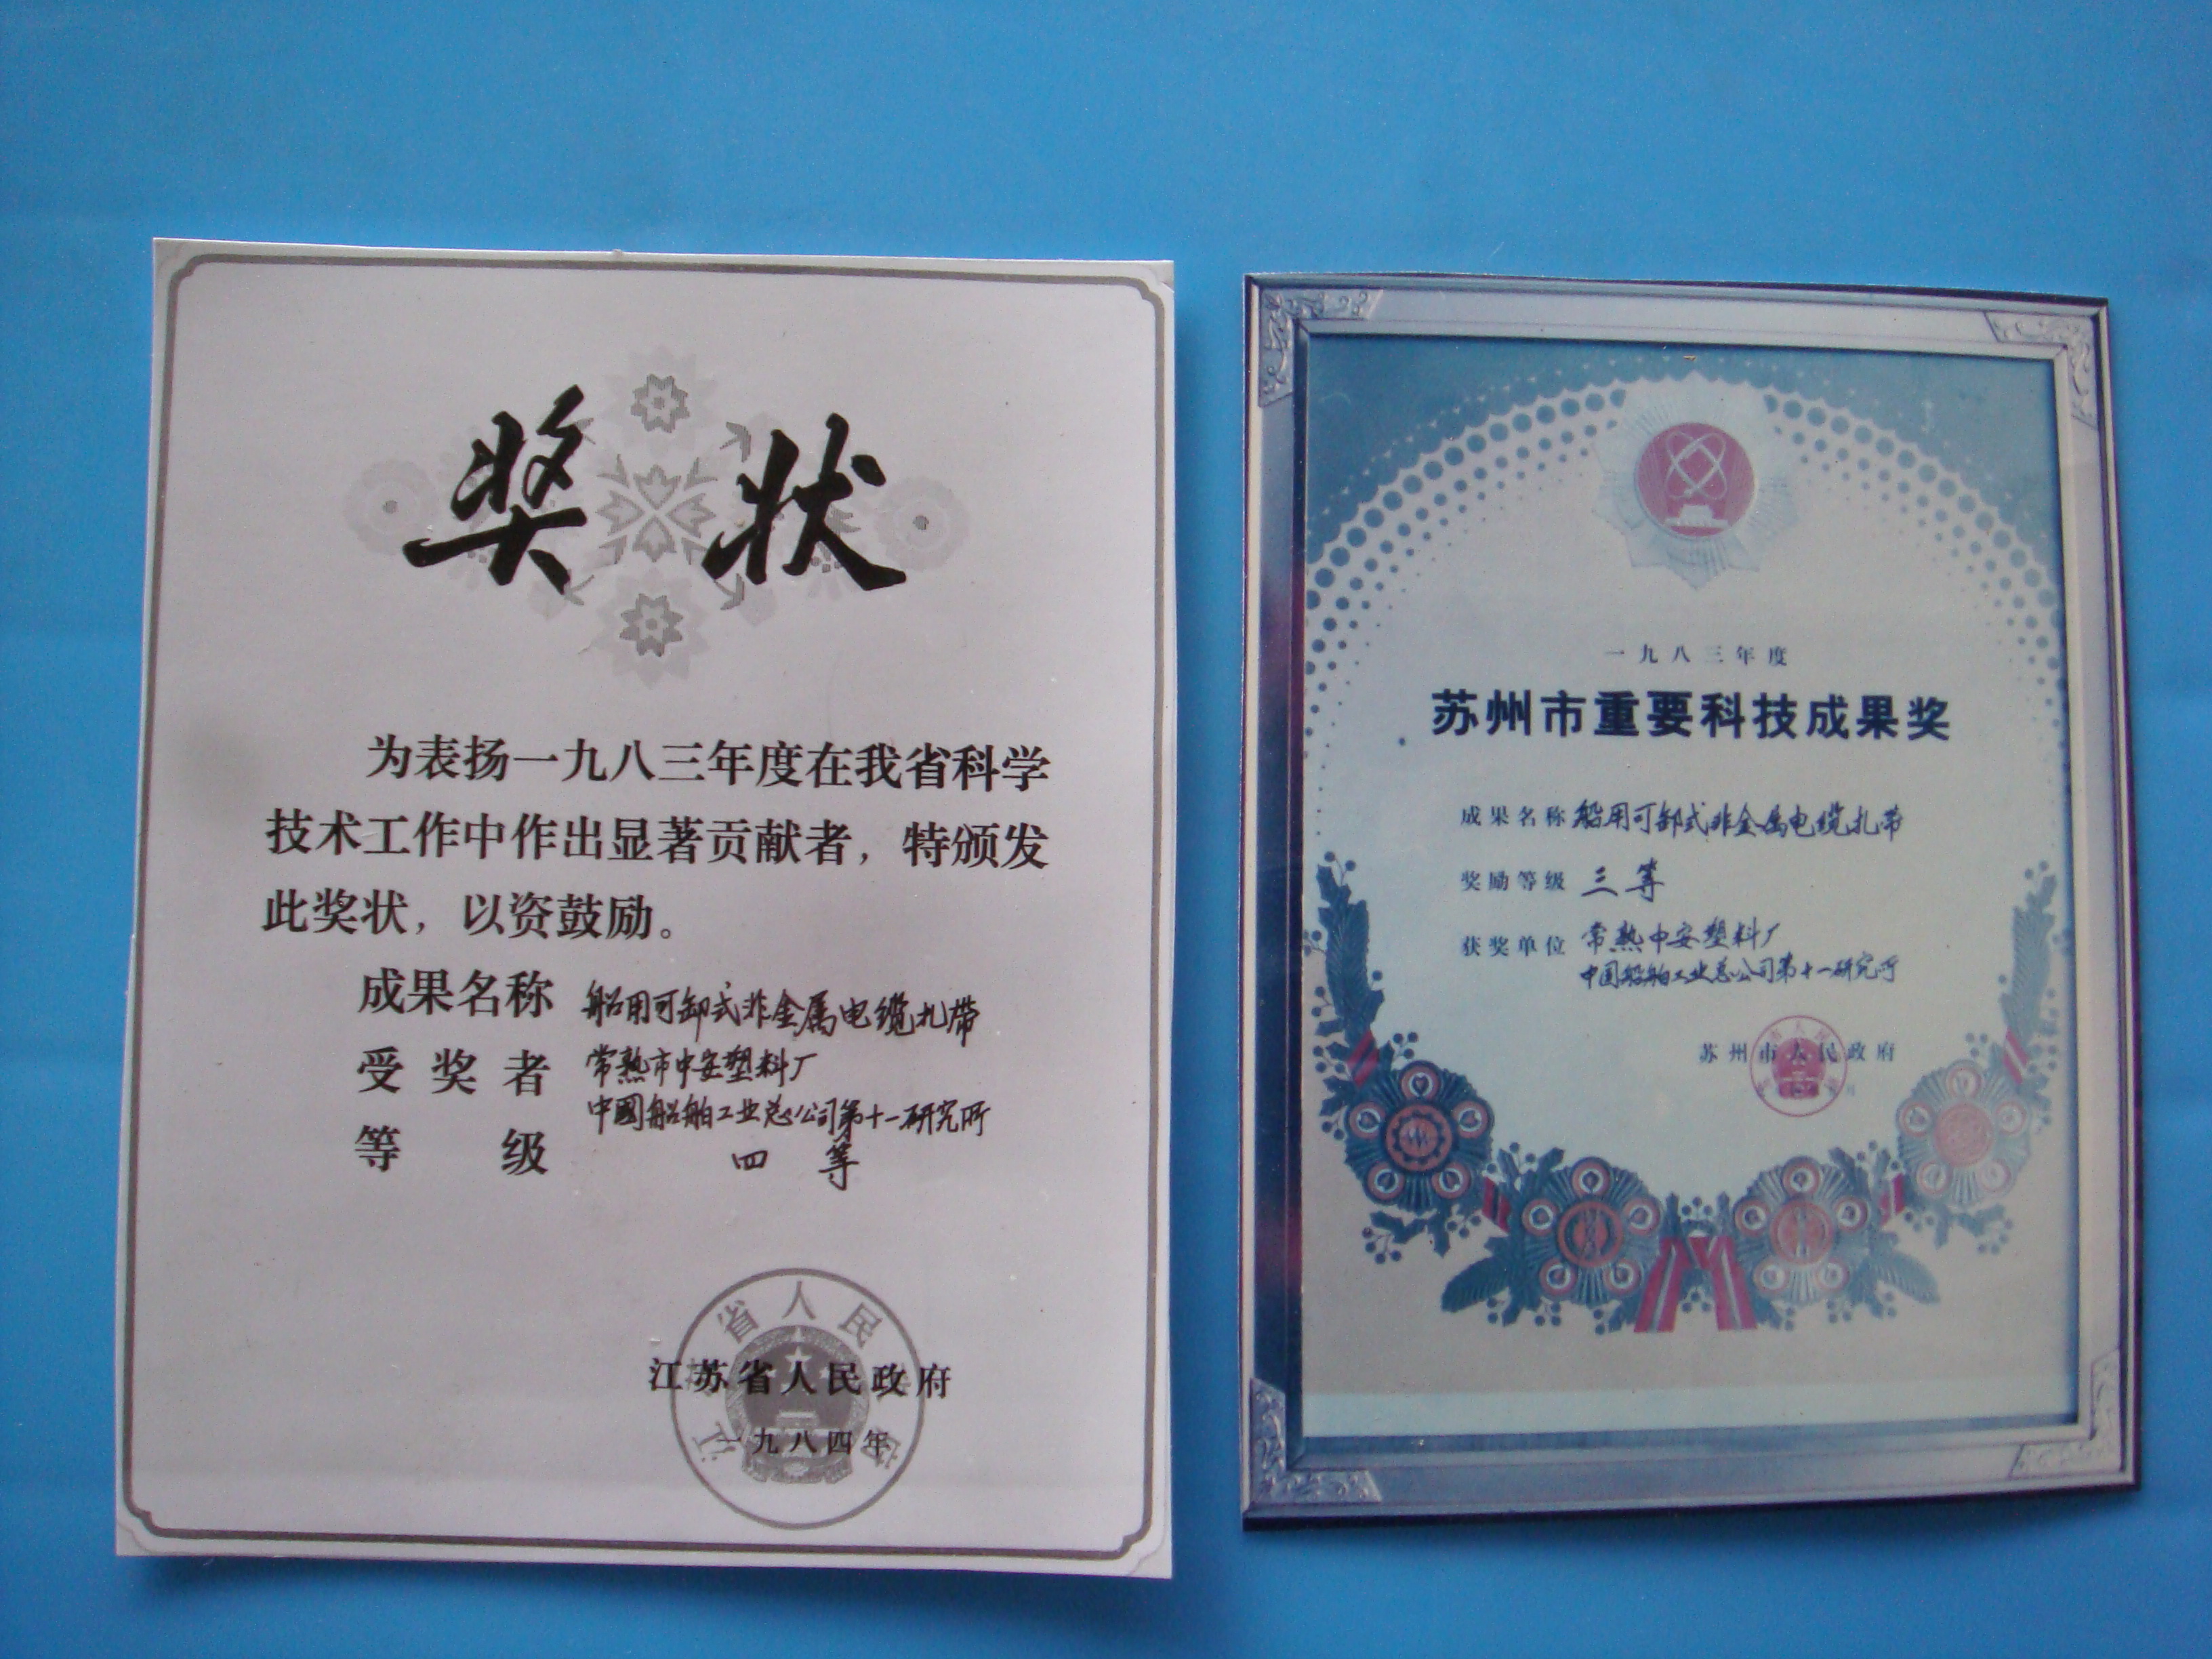 奖状
为表扬一九八三年度在我省科学
技术工作中作出显著贡献者，特颁发
此奖状，以资鼓励。
成果名称 船用可卸式非金属电缆扎带
受奖者 常熟市中安塑料厂
中國船舶工业总公司第十一研究所
等级 四等
江苏省人民政府
一九八四年
一九八三年度
苏州市重要科技成果奖
成果名称 船用可卸式非金属电缆扎带
奖励等级 三等
获奖单位 常熟中安塑料厂
中国船舶工业总公司第十一研究所
苏州市人民政府